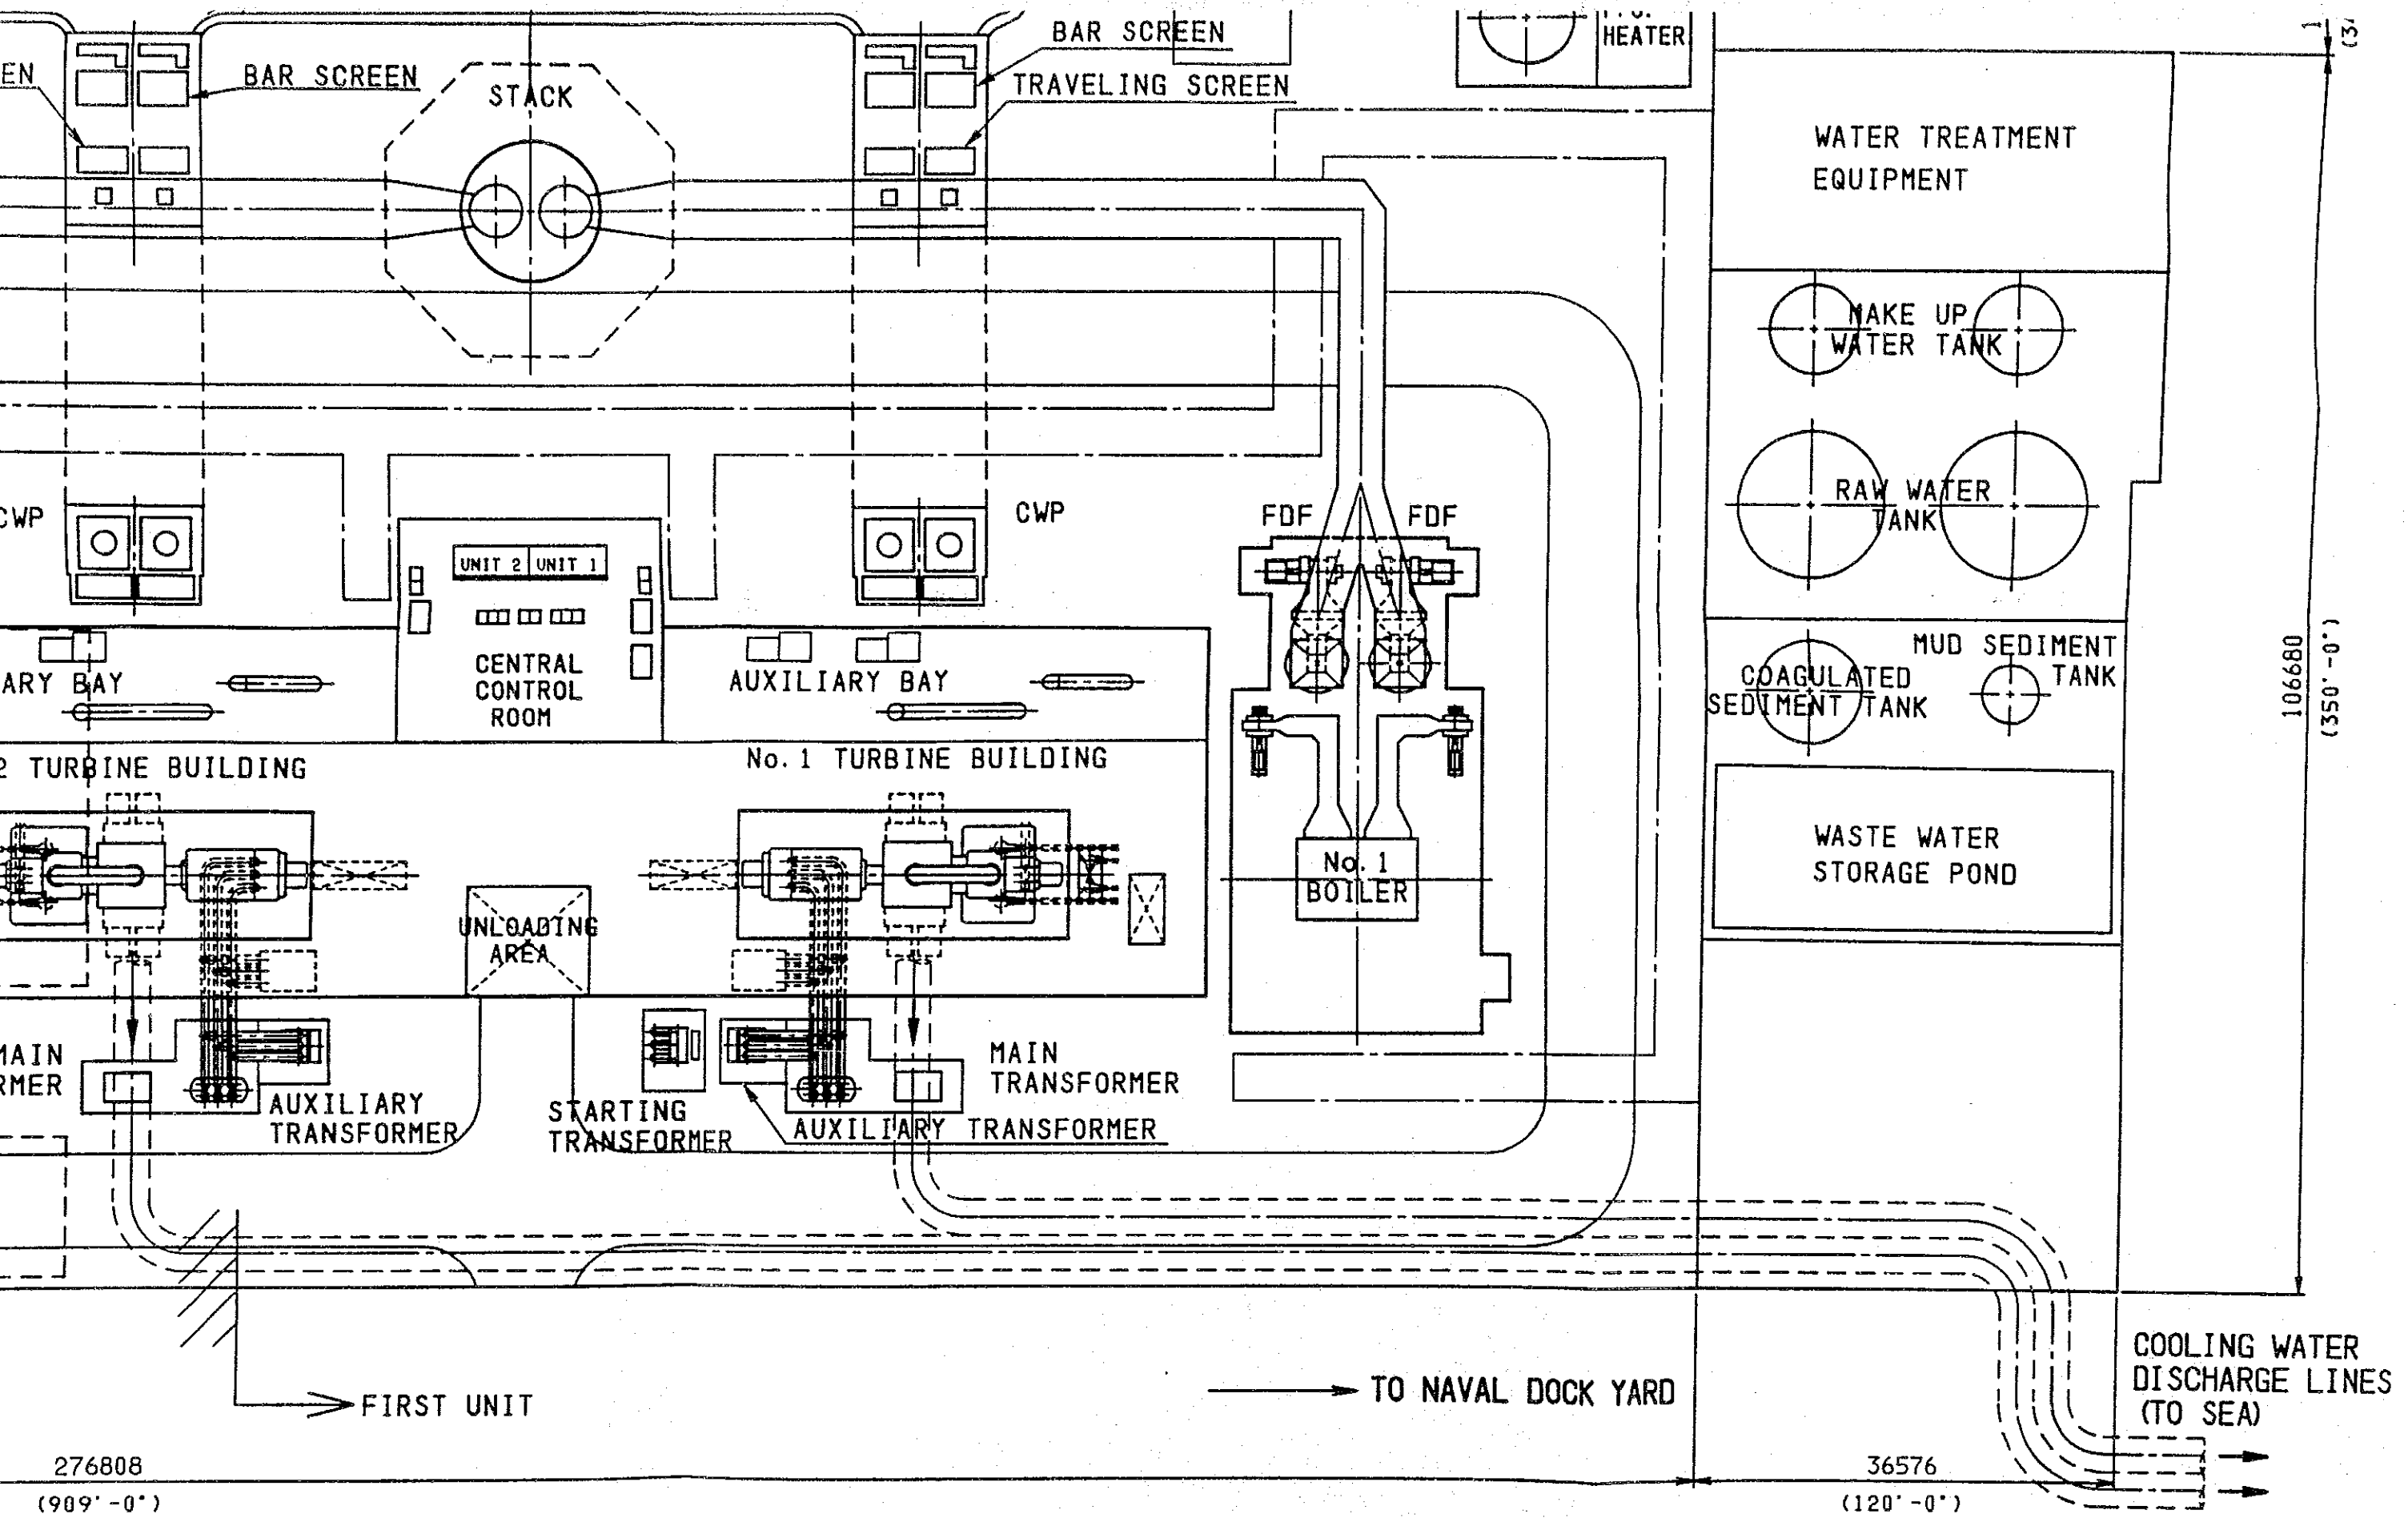 BAR SCREEN
HEATER
EN
BAR SCREEN
STACK
TRAVELING SCREEN
WATER TREATMENT
EQUIPMENT
MAKE UP
WATER TANK
RAW WATER
TANK
CWP
CWP
FDF
FDF
UNIT 2
UNIT 1
CENTRAL
CONTROL
ROOM
ARY BAY
AUXILIARY BAY
MUD SEDIMENT
TANK
COAGULATED
SEDIMENT TANK
106680
(350'-0")
2 TURBINE BUILDING
No.1 TURBINE BUILDING
WASTE WATER
STORAGE POND
No.1
BOILER
UNLOADING
AREA
MAIN
RMER
AUXILIARY
TRANSFORMER
STARTING
TRANSFORMER
AUXILIARY TRANSFORMER
MAIN
TRANSFORMER
FIRST UNIT
TO NAVAL DOCK YARD
COOLING WATER
DISCHARGE LINES
(TO SEA)
276808
(909'-0")
36576
(120'-0")